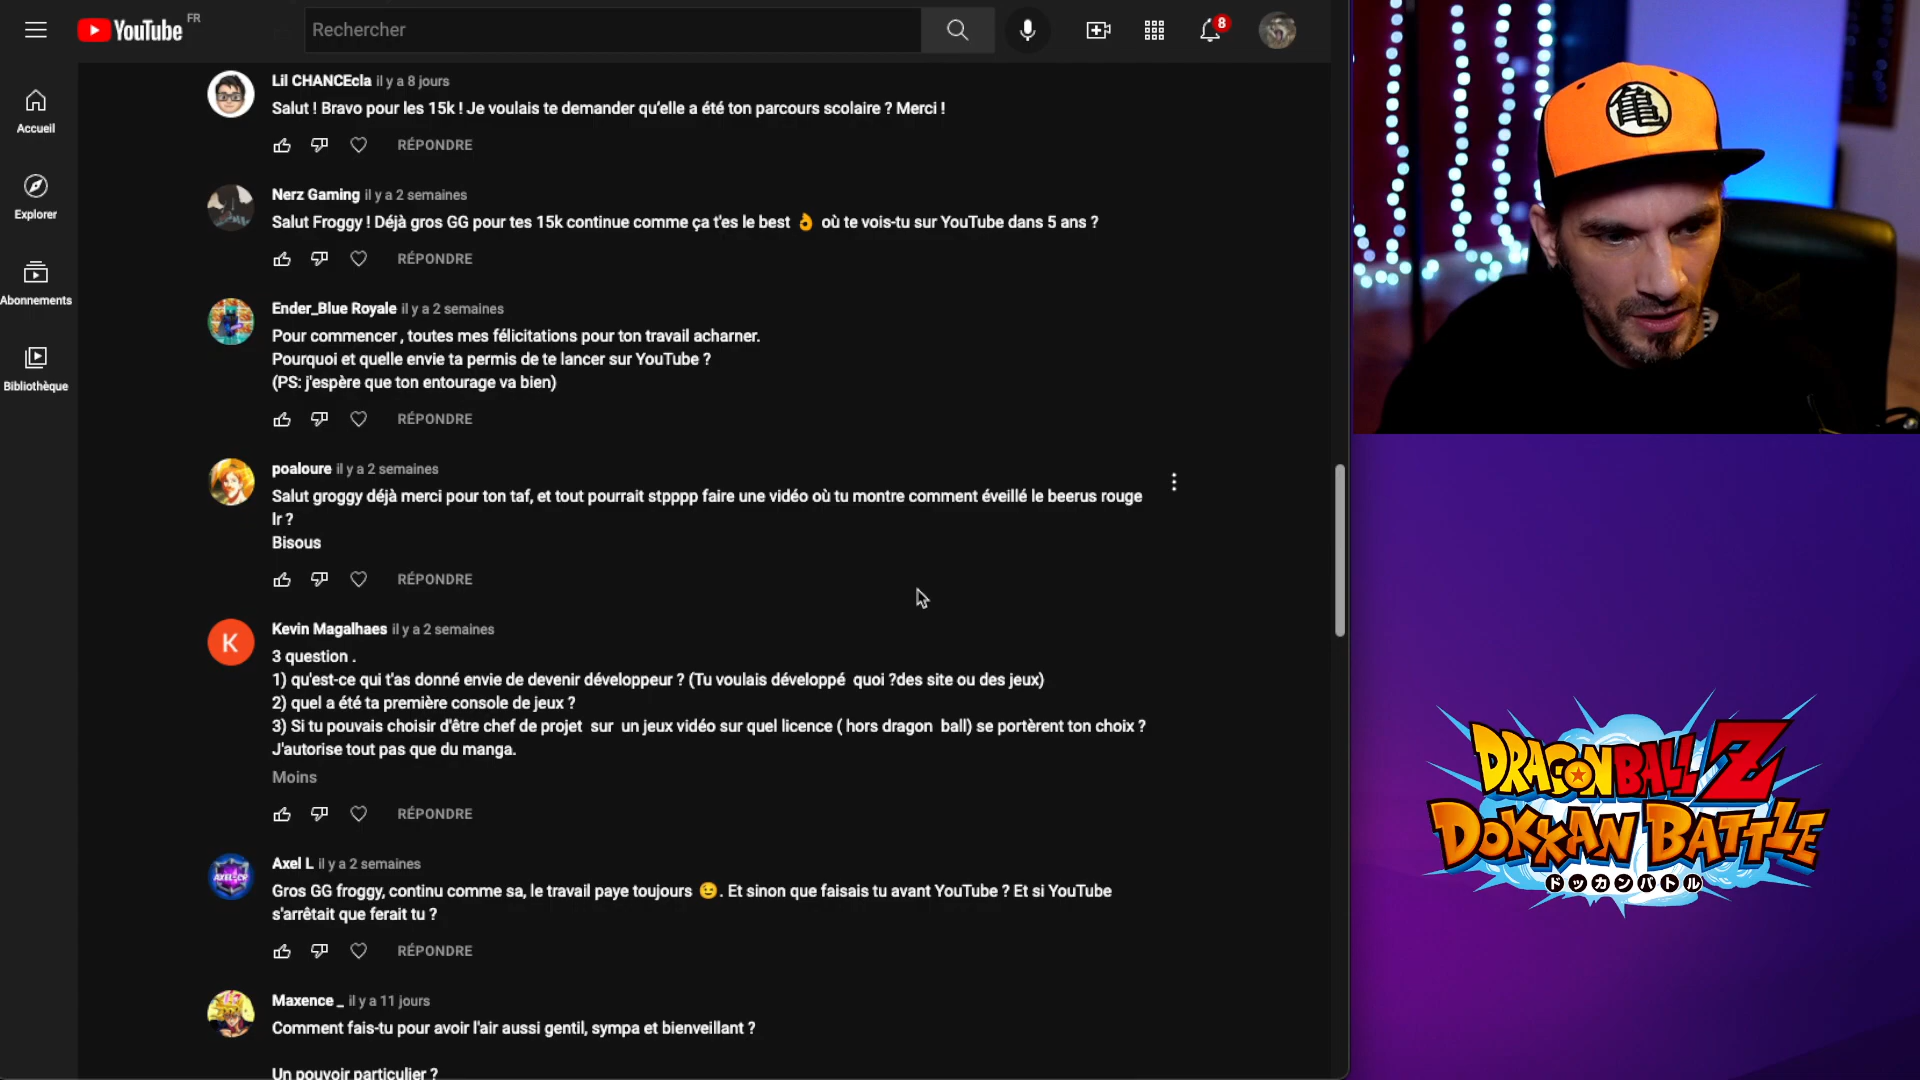 YouTube FR
Rechercher
8
Accueil
Explorer
Abonnements
Bibliothèque
Lil CHANCEcla il y a 8 jours
Salut ! Bravo pour les 15k ! Je voulais te demander qu'elle a été ton parcours scolaire ? Merci !
RÉPONDRE
Nerz Gaming il y a 2 semaines
Salut Froggy ! Déjà gros GG pour tes 15k continue comme ça t'es le best 👌 où te vois-tu sur YouTube dans 5 ans ?
RÉPONDRE
Ender_Blue Royale il y a 2 semaines
Pour commencer , toutes mes félicitations pour ton travail acharner.
Pourquoi et quelle envie ta permis de te lancer sur YouTube ?
(PS: j'espère que ton entourage va bien)
RÉPONDRE
poaloure il y a 2 semaines
Salut groggy déjà merci pour ton taf, et tout pourrait stpppp faire une vidéo où tu montre comment éveillé le beerus rouge
lr ?
Bisous
RÉPONDRE
K
Kevin Magalhaes il y a 2 semaines
3 question .
1) qu'est-ce qui t'as donné envie de devenir développeur ? (Tu voulais développé  quoi ?des site ou des jeux)
2) quel a été ta première console de jeux ?
3) Si tu pouvais choisir d'être chef de projet  sur  un jeux vidéo sur quel licence ( hors dragon  ball) se portèrent ton choix ?
J'autorise tout pas que du manga.
Moins
RÉPONDRE
AXEL-CR
Axel L il y a 2 semaines
Gros GG froggy, continu comme sa, le travail paye toujours 😉. Et sinon que faisais tu avant YouTube ? Et si YouTube
s'arrêtait que ferait tu ?
RÉPONDRE
Maxence _ il y a 11 jours
Comment fais-tu pour avoir l'air aussi gentil, sympa et bienveillant ?
Un pouvoir particulier ?
亀
DRAGON BALL Z
DOKKAN BATTLE
ドッカンバトル